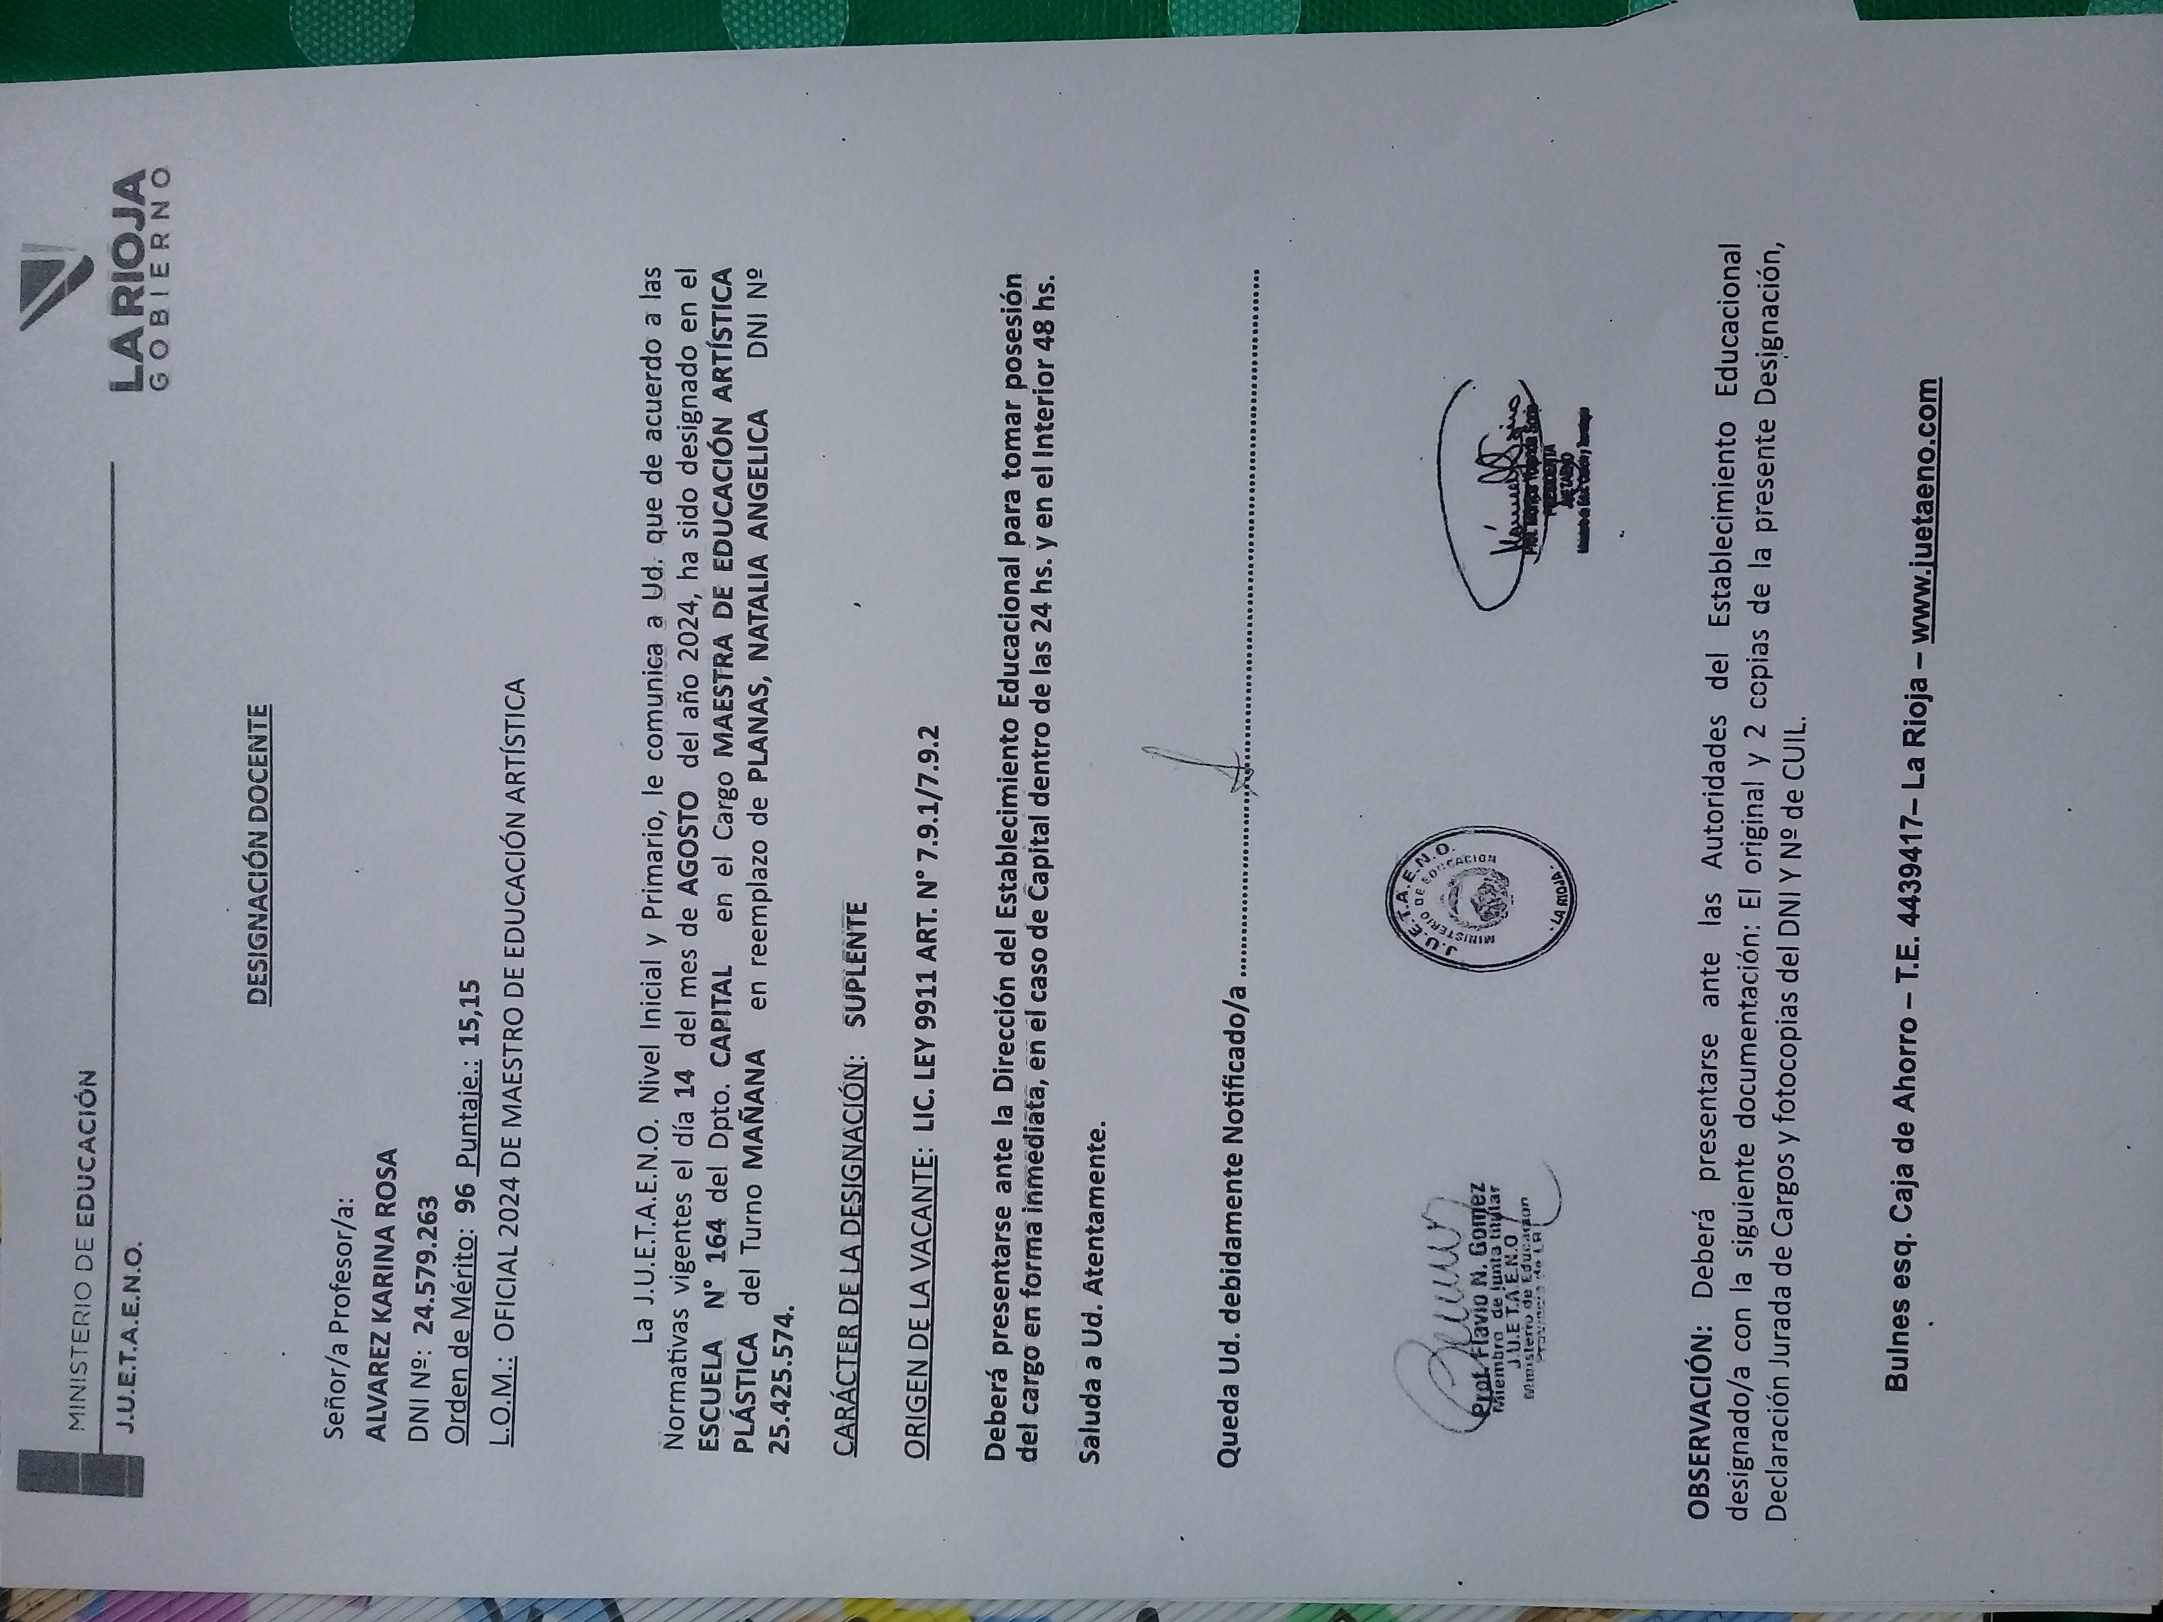 MINISTERIO DE EDUCACIÓN
J.U.E.T.A.E.N.O.
LA RIOJA
GOBIERNO
DESIGNACIÓN DOCENTE
Señor/a Profesor/a:
ALVAREZ KARINA ROSA
DNI Nº: 24.579.263
Orden de Mérito: 96 Puntaje.: 15,15
L.O.M.: OFICIAL 2024 DE MAESTRO DE EDUCACIÓN ARTÍSTICA
La J.U.E.T.A.E.N.O. Nivel Inicial y Primario, le comunica a Ud. que de acuerdo a las
Normativas vigentes el día 14 del mes de AGOSTO del año 2024, ha sido designado en el
ESCUELA N° 164 del Dpto. CAPITAL en el Cargo MAESTRA DE EDUCACIÓN ARTÍSTICA
PLÁSTICA del Turno MAÑANA en reemplazo de PLANAS, NATALIA ANGELICA DNI Nº
25.425.574.
CARÁCTER DE LA DESIGNACIÓN: SUPLENTE
ORIGEN DE LA VACANTE: LIC. LEY 9911 ART. N° 7.9.1/7.9.2
Deberá presentarse ante la Dirección del Establecimiento Educacional para tomar posesión
del cargo en forma inmediata, en el caso de Capital dentro de las 24 hs. y en el Interior 48 hs.
Saluda a Ud. Atentamente.
Queda Ud. debidamente Notificado/a ........................................................................
Prof. Flavio N. Gomez
Miembro de Junta titular
J.U.E.T.A.E.N.O
Ministerio de Educacion
J.U.E.T.A.E.N.O.
MINISTERIO DE EDUCACION
LA RIOJA
PRESIDENTA
JUETAENO
OBSERVACIÓN: Deberá presentarse ante las Autoridades del Establecimiento Educacional
designado/a con la siguiente documentación: El original y 2 copias de la presente Designación,
Declaración Jurada de Cargos y fotocopias del DNI Y Nº de CUIL.
Bulnes esq. Caja de Ahorro – T.E. 4439417– La Rioja – www.juetaeno.com